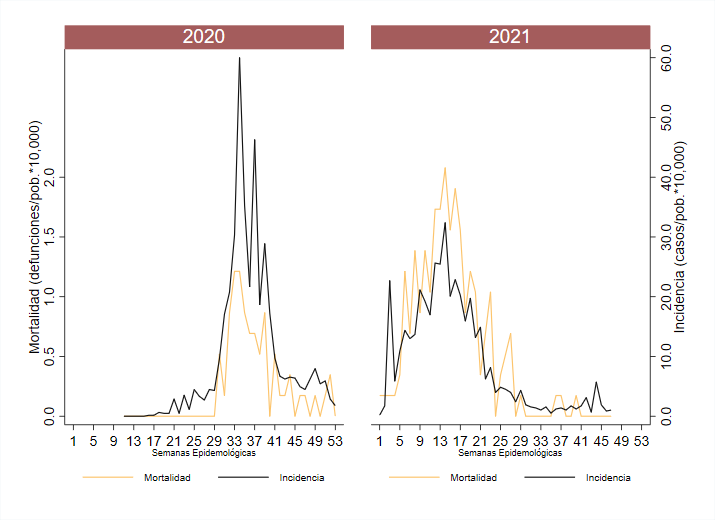 2020
2021
Mortalidad (defunciones/pob.*10,000)
0.0 0.5 1.0 1.5 2.0
Incidencia (casos/pob.*10,000)
0.0 10.0 20.0 30.0 40.0 50.0 60.0
1 5 9 13 17 21 25 29 33 37 41 45 49 53
Semanas Epidemológicas
1 5 9 13 17 21 25 29 33 37 41 45 49 53
Semanas Epidemológicas
Mortalidad Incidencia
Mortalidad Incidencia